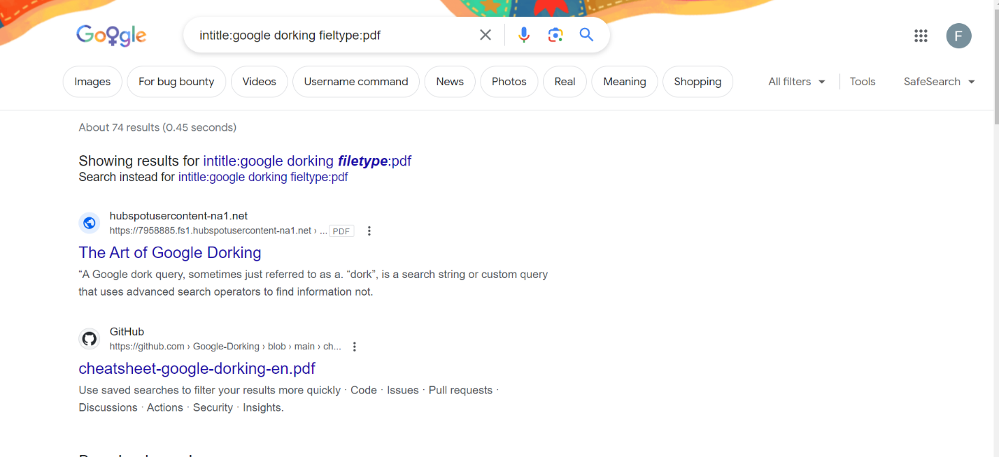 Google
intitle:google dorking fieltype:pdf
F
Images
For bug bounty
Videos
Username command
News
Photos
Real
Meaning
Shopping
All filters
Tools
SafeSearch
About 74 results (0.45 seconds)
Showing results for intitle:google dorking filetype:pdf
Search instead for intitle:google dorking fieltype:pdf
hubspotusercontent-na1.net
https://7958885.fs1.hubspotusercontent-na1.net › ... PDF
The Art of Google Dorking
“A Google dork query, sometimes just referred to as a. “dork”, is a search string or custom query
that uses advanced search operators to find information not.
GitHub
https://github.com › Google-Dorking › blob › main › ch...
cheatsheet-google-dorking-en.pdf
Use saved searches to filter your results more quickly · Code · Issues · Pull requests ·
Discussions · Actions · Security · Insights.